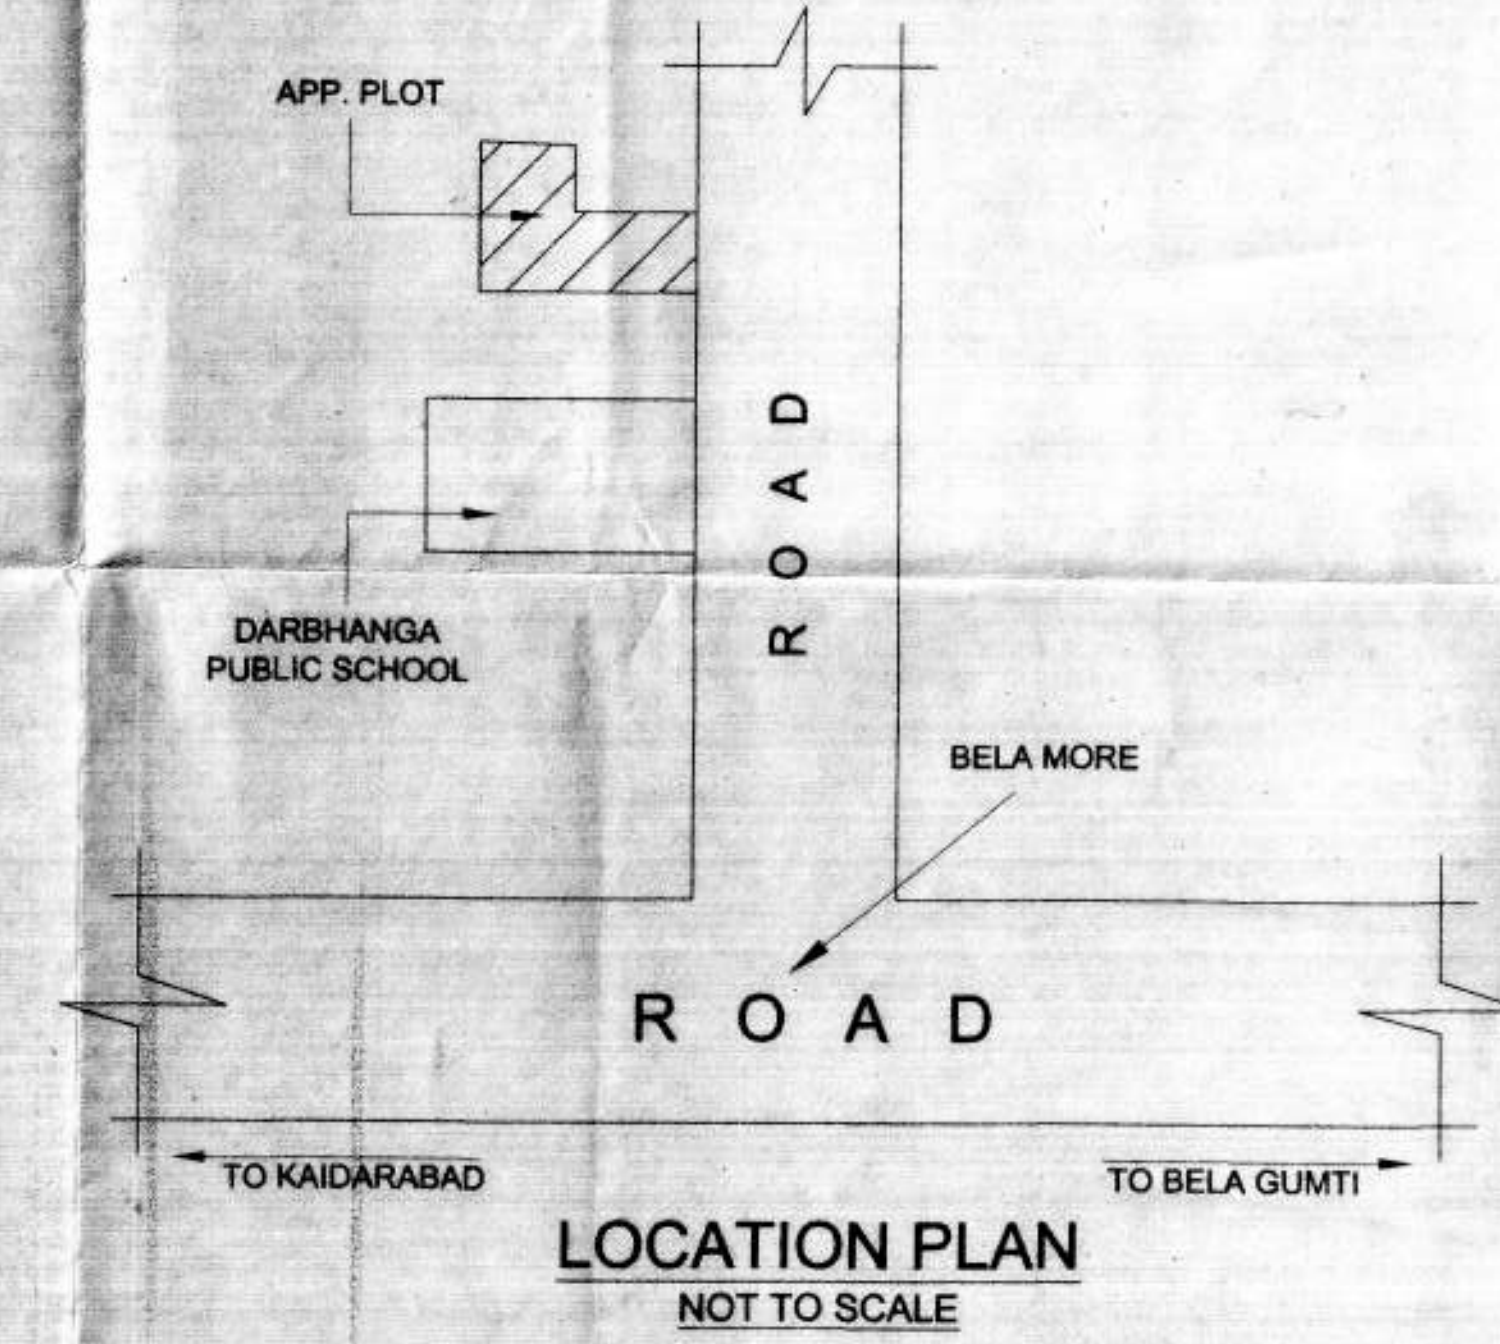 APP. PLOT
ROAD
DARBHANGA
PUBLIC SCHOOL
BELA MORE
ROAD
TO KAIDARABAD
TO BELA GUMTI
LOCATION PLAN
NOT TO SCALE